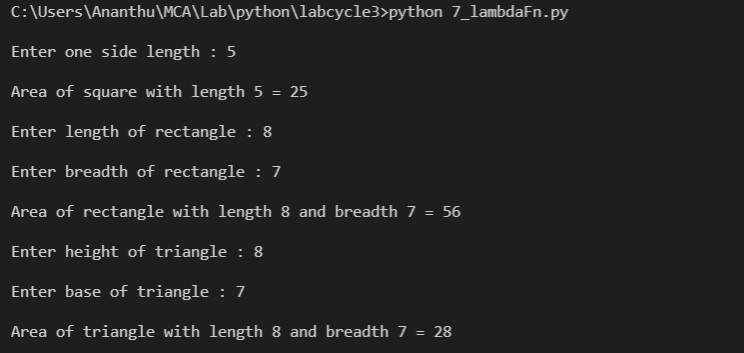 C:\Users\Ananthu\MCA\Lab\python\labcycle3>python 7_lambdaFn.py
Enter one side length : 5
Area of square with length 5 = 25
Enter length of rectangle : 8
Enter breadth of rectangle : 7
Area of rectangle with length 8 and breadth 7 = 56
Enter height of triangle : 8
Enter base of triangle : 7
Area of triangle with length 8 and breadth 7 = 28